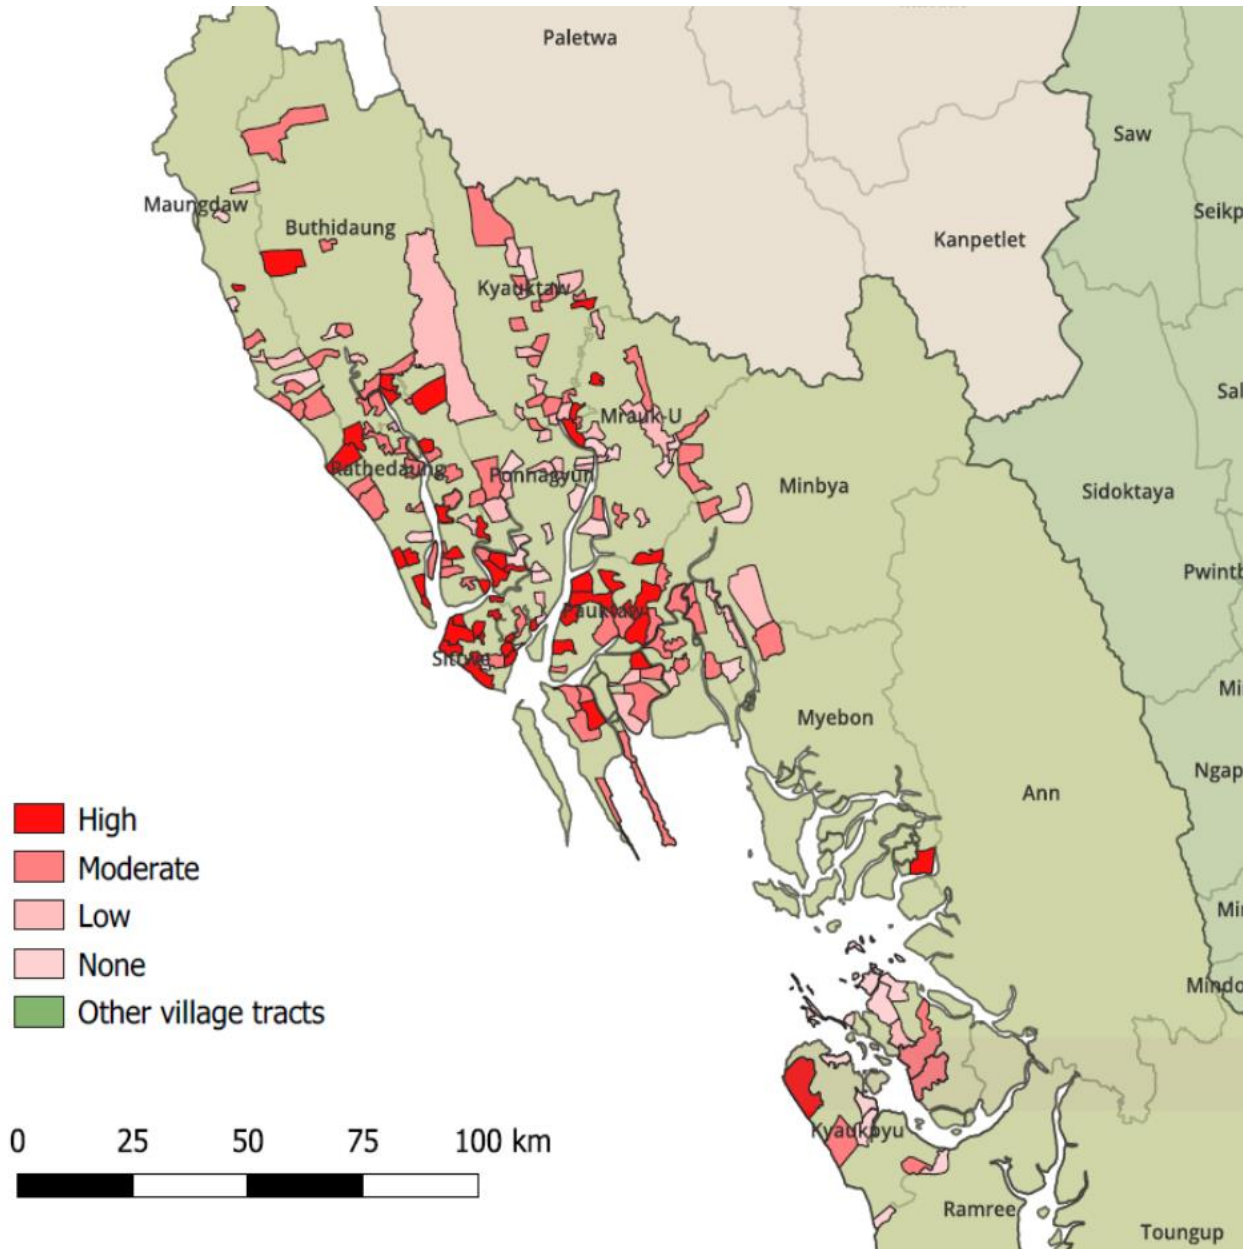 Paletwa
Saw
Maungdaw
Buthidaung
Seikp
Kanpetlet
Kyauktaw
Sal
Mrauk-U
Rathedaung
Ponnagyun
Minbya
Sidoktaya
Pwintb
Pauktaw
Sittwe
Mi
Myebon
Ngap
Ann
High
Moderate
Low
Min
None
Mindo
Other village tracts
0 25 50 75 100 km
Kyaukpyu
Ramree
Toungup